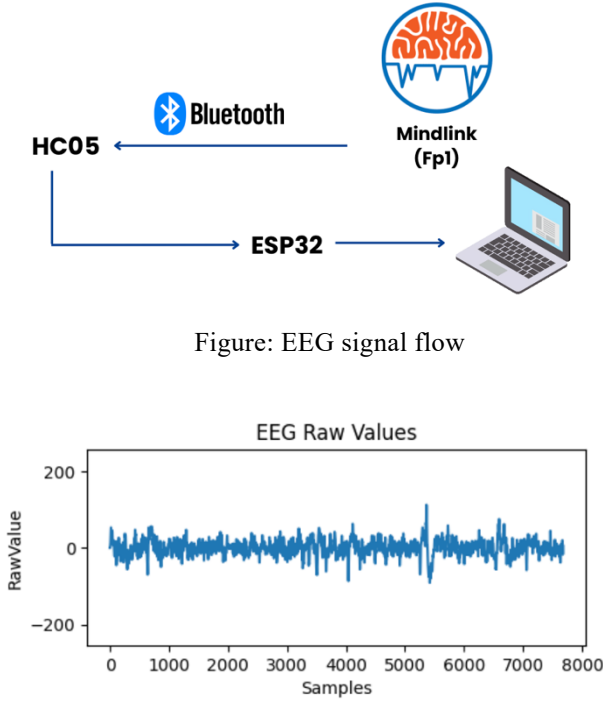 Bluetooth
HC05
Mindlink
(Fp1)
ESP32
Figure: EEG signal flow
EEG Raw Values
200
0
−200
RawValue
0 1000 2000 3000 4000 5000 6000 7000 8000
Samples